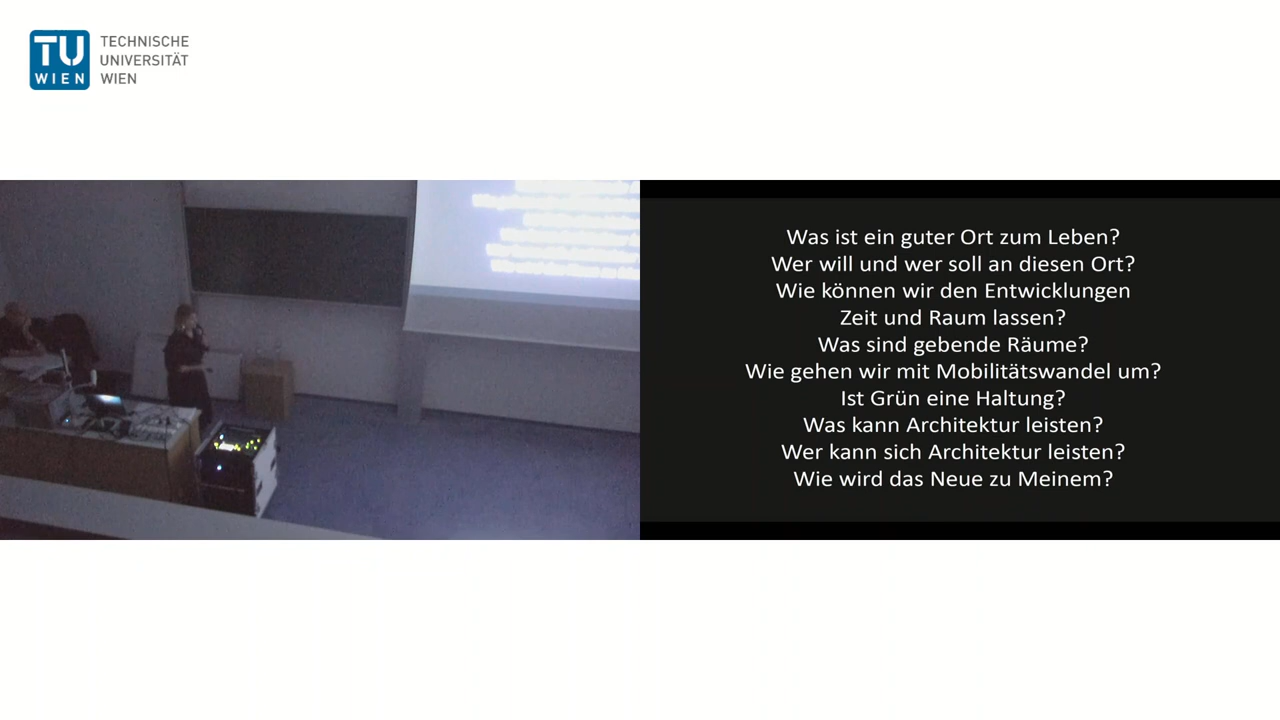 TU
WIEN
TECHNISCHE
UNIVERSITÄT
WIEN
Was ist ein guter Ort zum Leben?
Wer will und wer soll an diesen Ort?
Wie können wir den Entwicklungen
Zeit und Raum lassen?
Was sind gebende Räume?
Wie gehen wir mit Mobilitätswandel um?
Ist Grün eine Haltung?
Was kann Architektur leisten?
Wer kann sich Architektur leisten?
Wie wird das Neue zu Meinem?